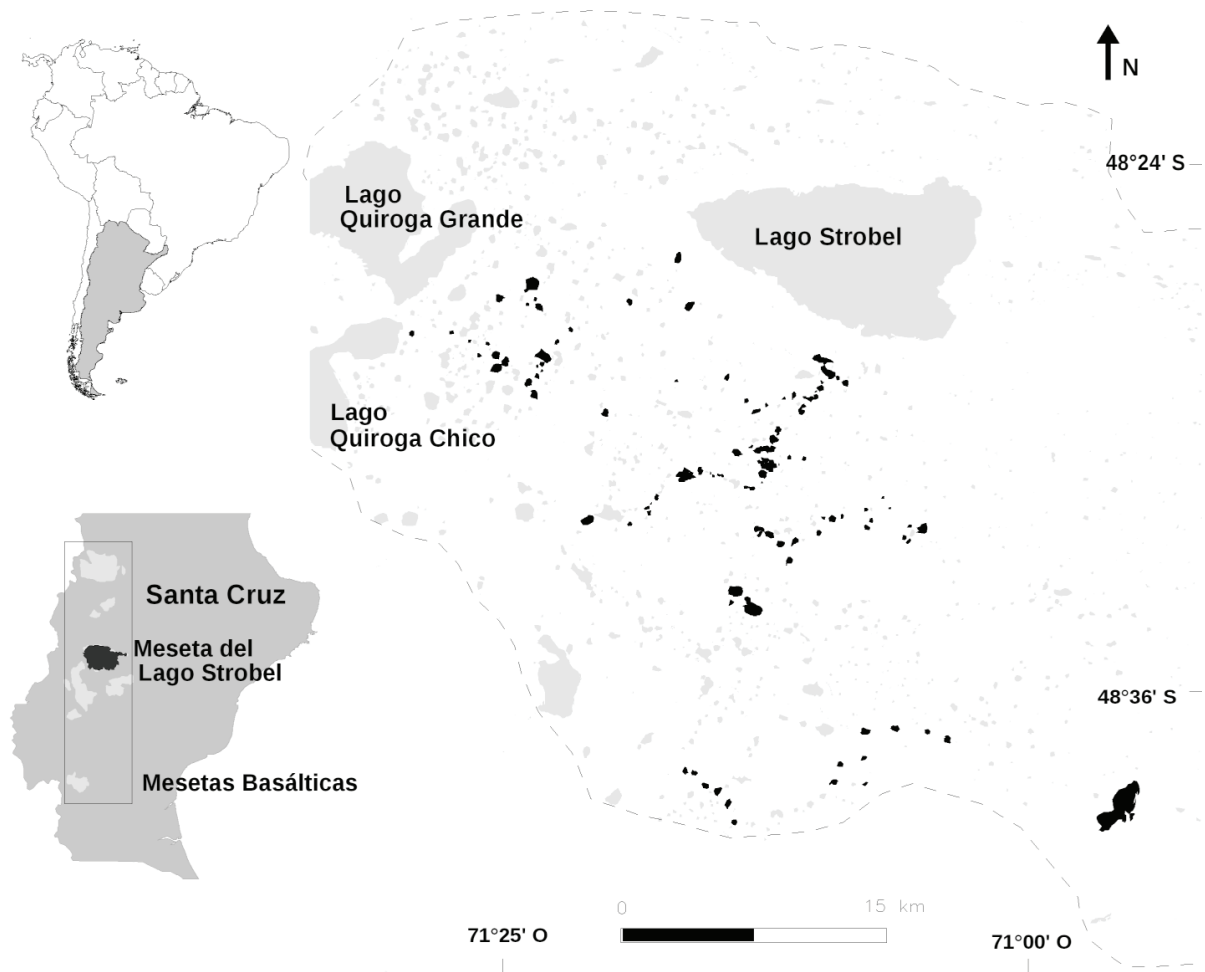 N
48°24' S
Lago
Quiroga Grande
Lago Strobel
Lago
Quiroga Chico
Santa Cruz
Meseta del
Lago Strobel
48°36' S
Mesetas Basálticas
0
15 km
71°25' O
71°00' O